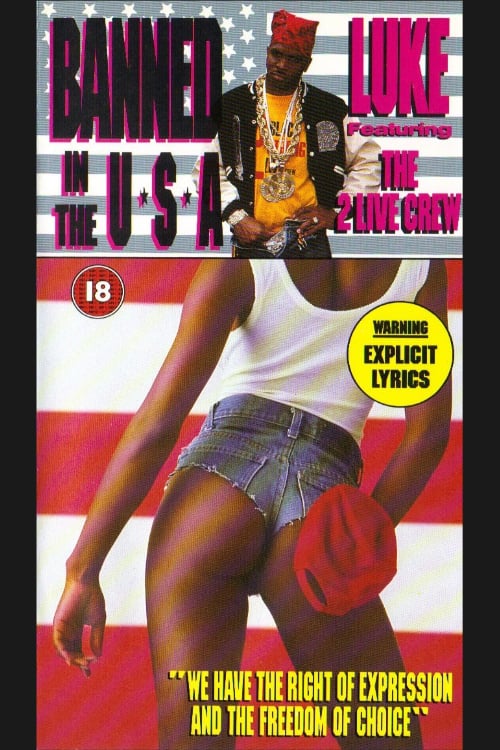 BANNED
IN
THE U*S*A
LUKE
Featuring
THE
2 LIVE CREW
18
WARNING
EXPLICIT
LYRICS
"WE HAVE THE RIGHT OF EXPRESSION
AND THE FREEDOM OF CHOICE"